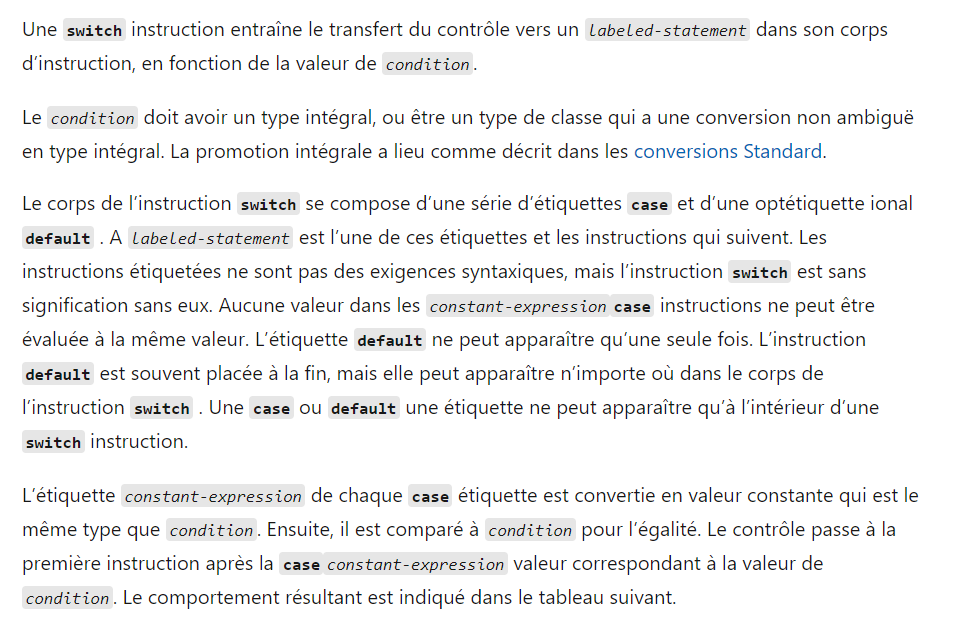 Une switch instruction entraîne le transfert du contrôle vers un labeled-statement dans son corps
d’instruction, en fonction de la valeur de condition.
Le condition doit avoir un type intégral, ou être un type de classe qui a une conversion non ambiguë
en type intégral. La promotion intégrale a lieu comme décrit dans les conversions Standard.
Le corps de l’instruction switch se compose d’une série d’étiquettes case et d’une optétiquette ional
default . A labeled-statement est l’une de ces étiquettes et les instructions qui suivent. Les
instructions étiquetées ne sont pas des exigences syntaxiques, mais l’instruction switch est sans
signification sans eux. Aucune valeur dans les constant-expression case instructions ne peut être
évaluée à la même valeur. L’étiquette default ne peut apparaître qu’une seule fois. L’instruction
default est souvent placée à la fin, mais elle peut apparaître n’importe où dans le corps de
l’instruction switch . Une case ou default une étiquette ne peut apparaître qu’à l’intérieur d’une
switch instruction.
L’étiquette constant-expression de chaque case étiquette est convertie en valeur constante qui est le
même type que condition. Ensuite, il est comparé à condition pour l’égalité. Le contrôle passe à la
première instruction après la case constant-expression valeur correspondant à la valeur de
condition. Le comportement résultant est indiqué dans le tableau suivant.